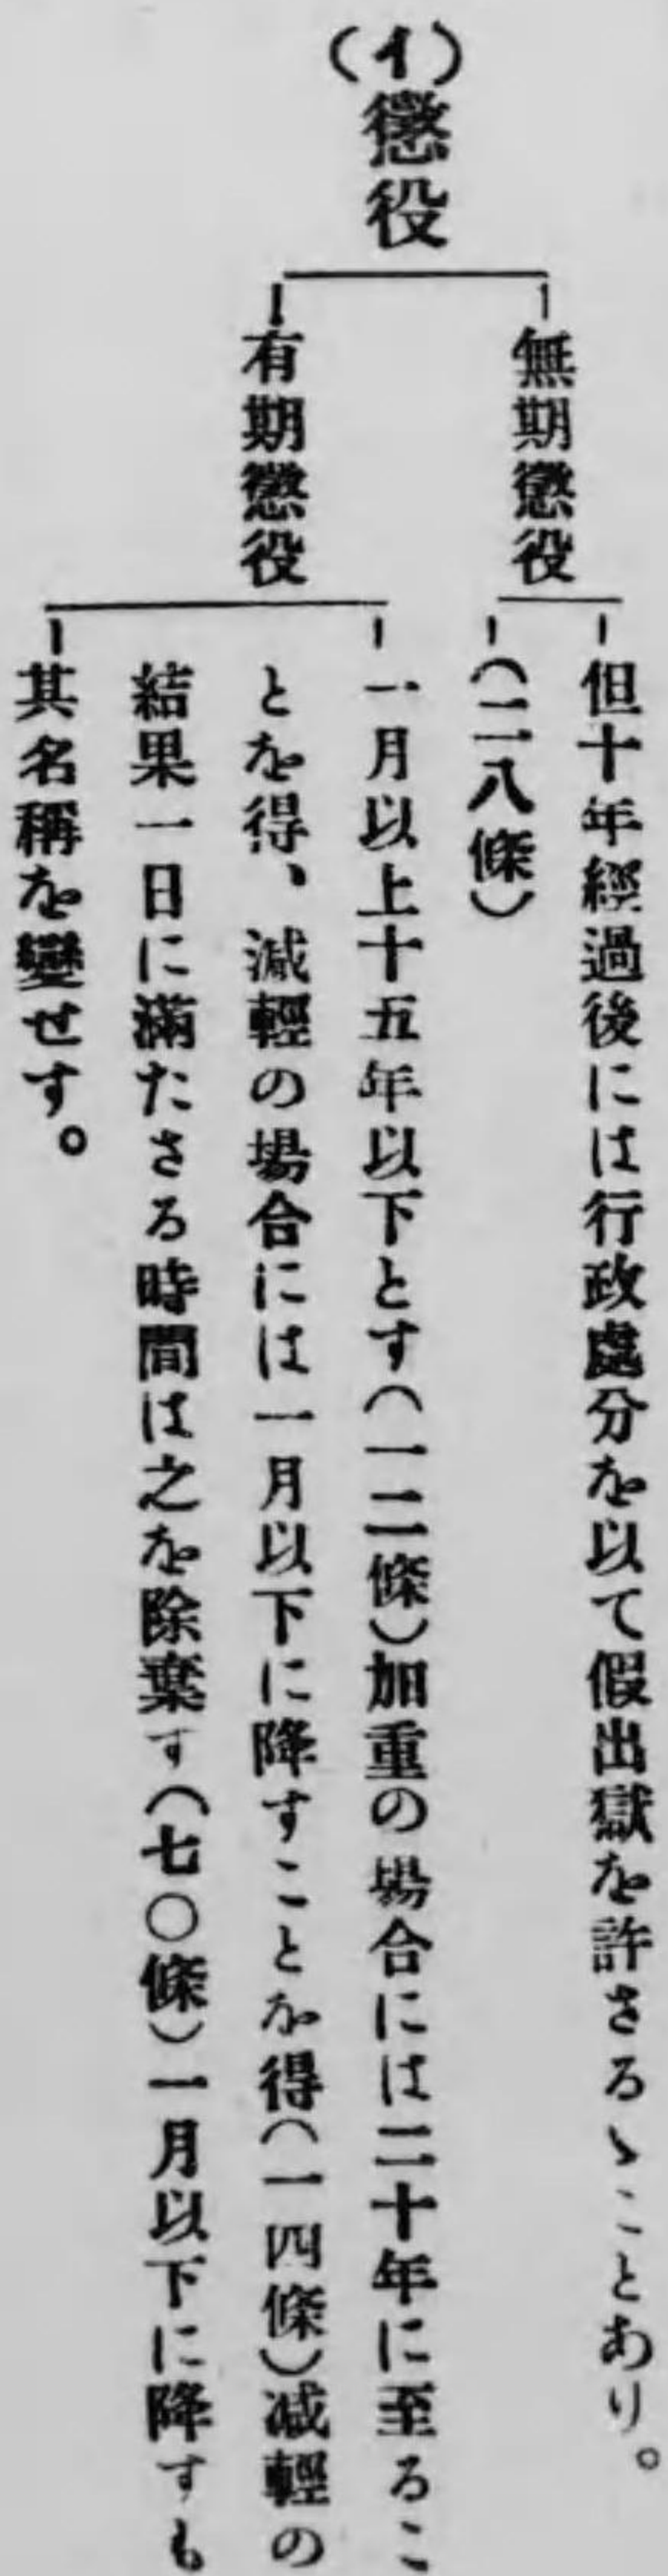 (イ)懲役
無期懲役
但十年經過後には行政處分を以て假出獄を許さるゝことあり。
(二八條)
有期懲役
一月以上十五年以下とす(一二條)加重の場合には二十年に至るこ
とを得、減輕の場合には一月以下に降すことを得(一四條)減輕の
結果一日に滿たさる時間は之を除棄す(七〇條)一月以下に降すも
其名稱を變せす。